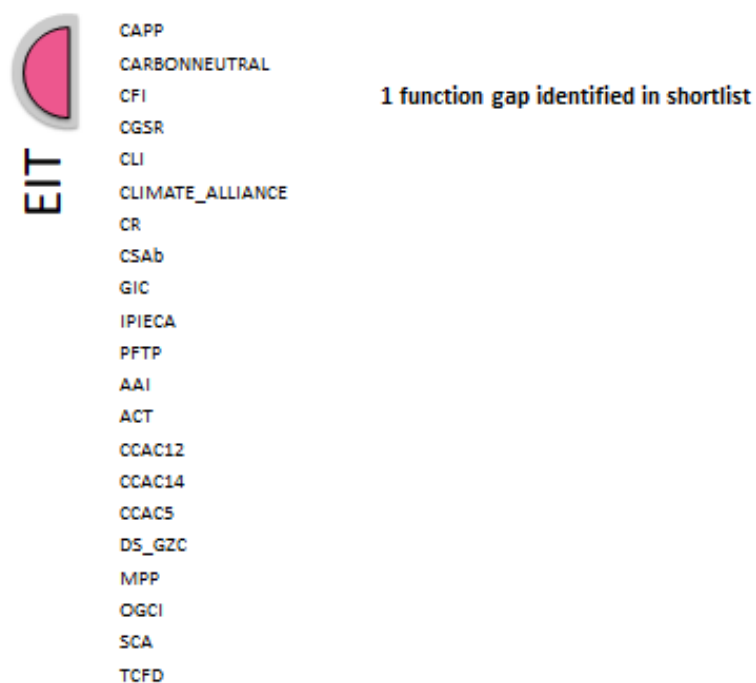 EIT
CAPP
CARBONNEUTRAL
CFI
1 function gap identified in shortlist
CGSR
CLI
CLIMATE_ALLIANCE
CR
CSAb
GIC
IPIECA
PFTP
AAI
ACT
CCAC12
CCAC14
CCAC5
DS_GZC
MPP
OGCI
SCA
TCFD